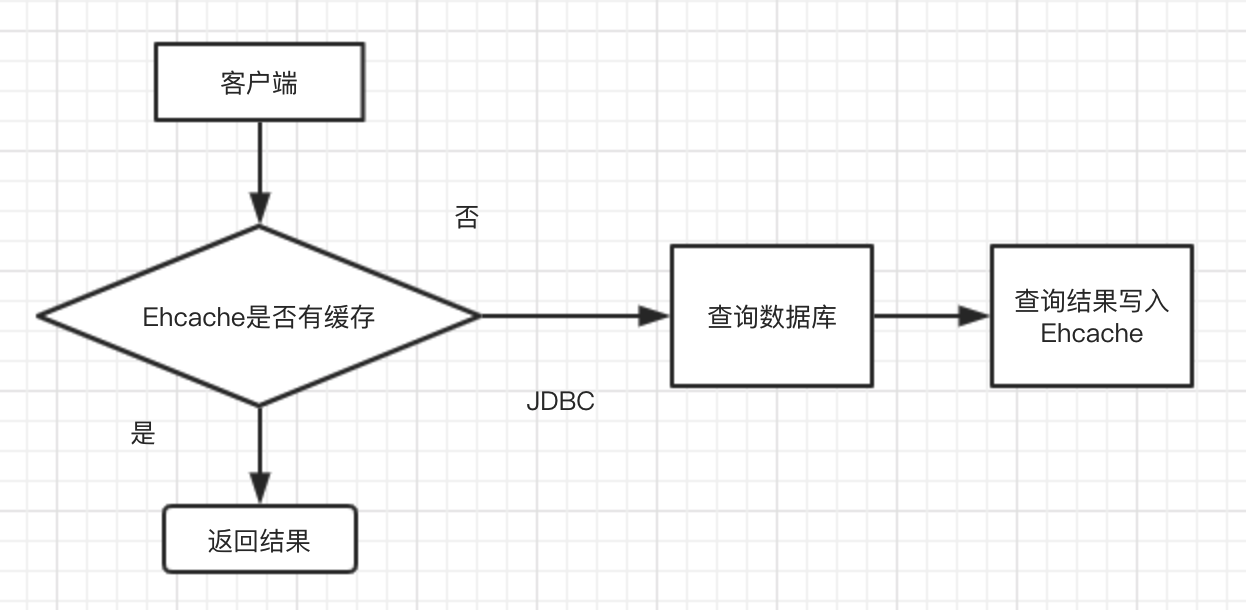 客户端
否
Ehcache是否有缓存
查询数据库
查询结果写入
Ehcache
JDBC
是
返回结果